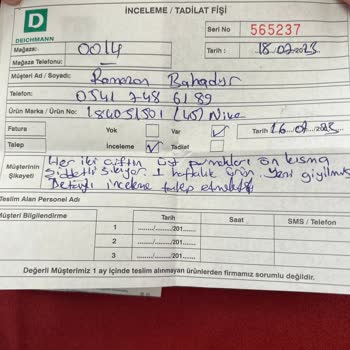 İNCELEME / TADİLAT FİŞİ
D
DEICHMANN
Seri No 565237
Mağaza: 0014
Tarih: 18.07.2023
Mağaza Telefonu:
Müşteri Ad / Soyadı: Ramazan Bahadır
Telefon: 0541 748 6189
Ürün Marka / Ürün No: 184051501 (45) Nike
Fatura Yok Var Tarih 16.07.2023
Talep İnceleme Tadilat
Müşterinin Şikayeti
Her iki çiftin üst parmakları ön kısma
şiddetli sıkıyor. 1 haftalık ürün. Yeni giyilmiş
Detaylı inceleme talep etmektedir
Teslim Alan Personel Adı
Müşteri Bilgilendirme Tarih Saat SMS / Telefon
1 ......../......../201......
2 ......../......../201......
3 ......../......../201......
Değerli Müşterimiz 1 ay içinde teslim alınmayan ürünlerden firmamız sorumlu değildir.